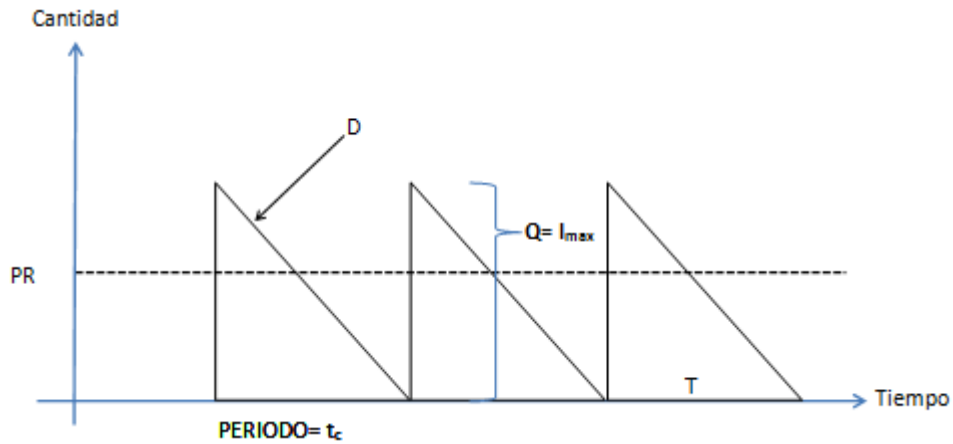 Cantidad
D
Q= Imax
PR
T
Tiempo
PERIODO= tc